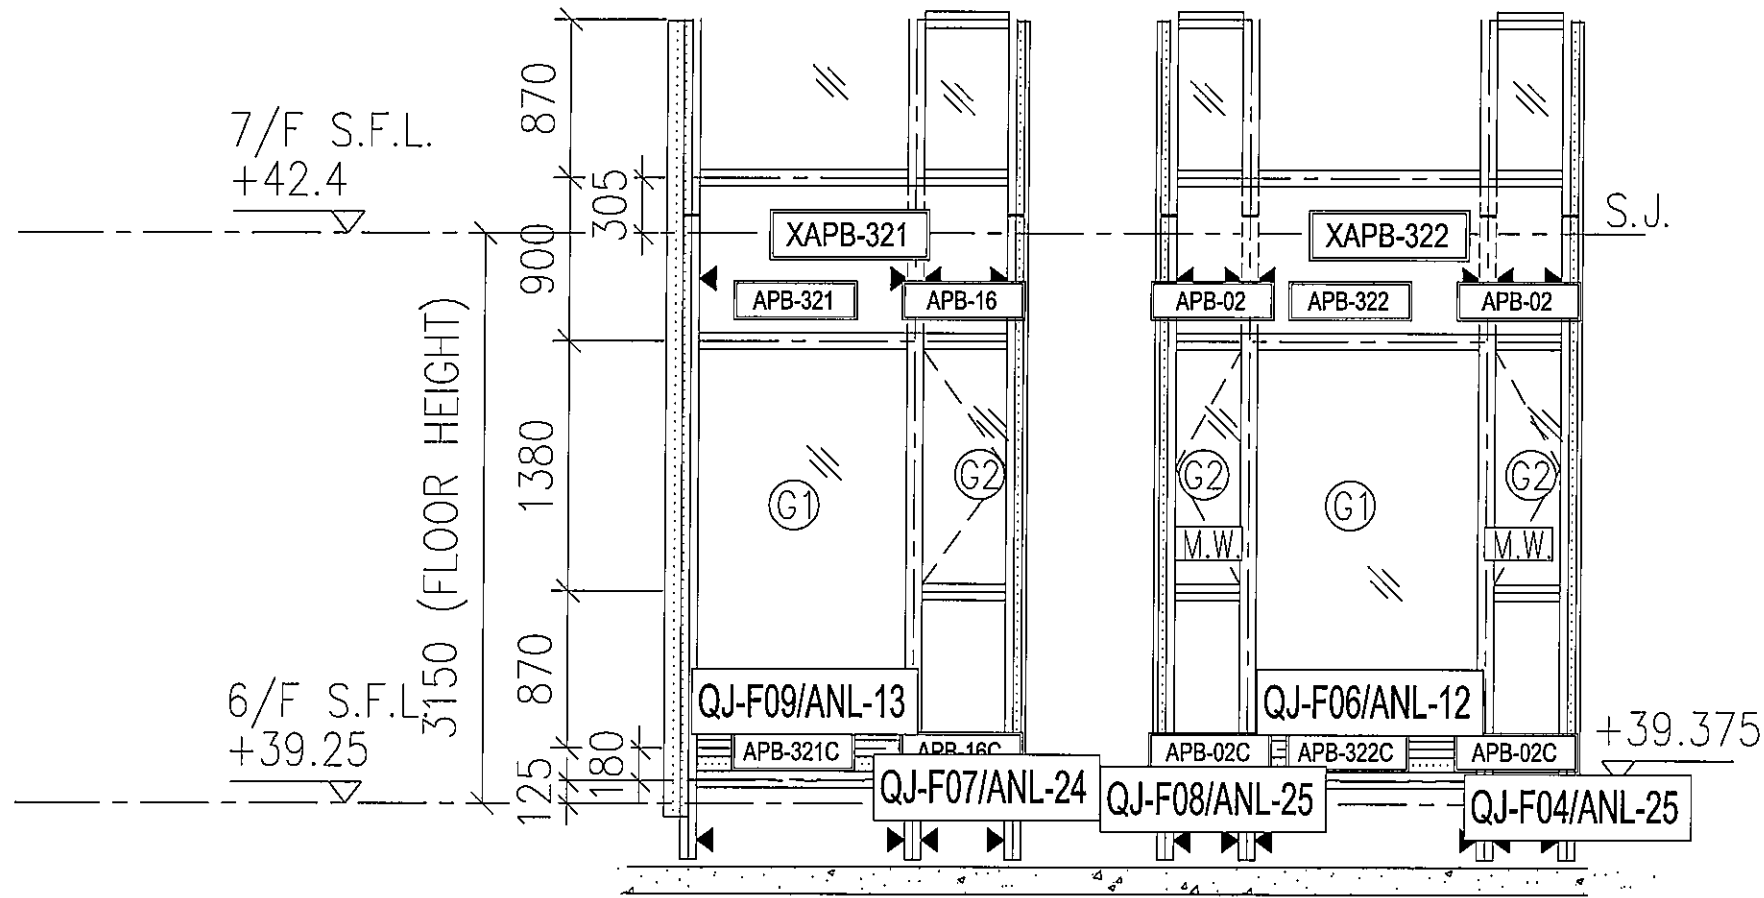 870
7/F S.F.L.
+42.4
305
900
XAPB-321
XAPB-322
S.J.
APB-321
APB-16
APB-02
APB-322
APB-02
3150 (FLOOR HEIGHT)
1380
G1
G2
G2
G1
G2
M.W.
M.W.
870
6/F S.F.L.
+39.25
QJ-F09/ANL-13
QJ-F06/ANL-12
+39.375
APB-321C
APB-16C
APB-02C
APB-322C
APB-02C
125
180
QJ-F07/ANL-24
QJ-F08/ANL-25
QJ-F04/ANL-25